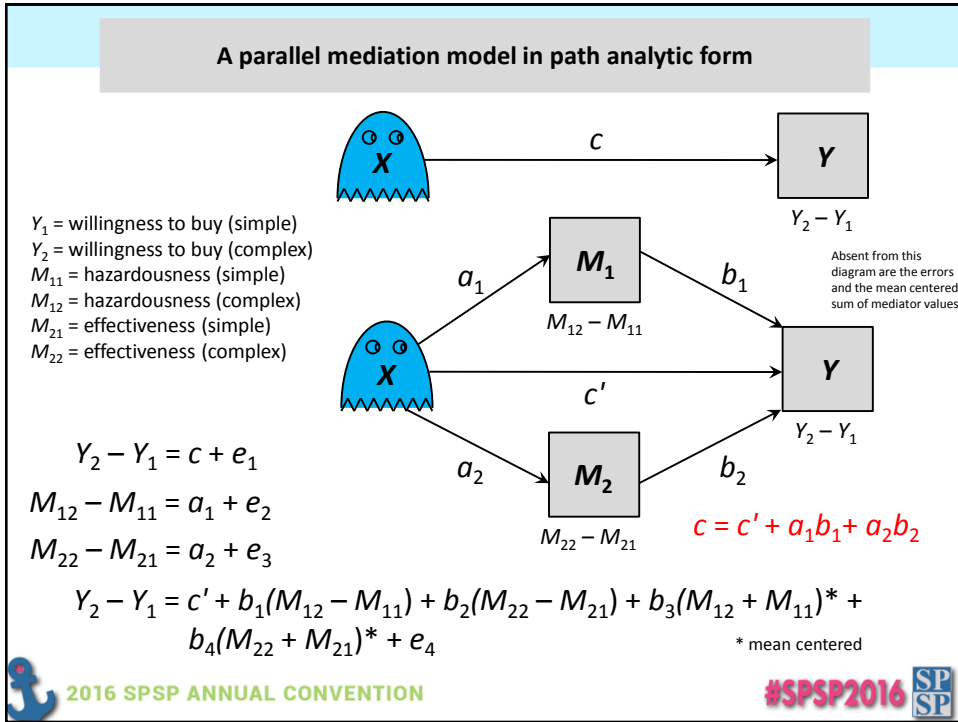 A parallel mediation model in path analytic form
X
c
Y
Y₂ – Y₁
Y₁ = willingness to buy (simple)
Y₂ = willingness to buy (complex)
M₁₁ = hazardousness (simple)
M₁₂ = hazardousness (complex)
M₂₁ = effectiveness (simple)
M₂₂ = effectiveness (complex)
M₁
M₁₂ – M₁₁
a₁
b₁
Absent from this
diagram are the errors
and the mean centered
sum of mediator values
X
c'
Y
Y₂ – Y₁
a₂
M₂
M₂₂ – M₂₁
b₂
Y₂ – Y₁ = c + e₁
M₁₂ – M₁₁ = a₁ + e₂
M₂₂ – M₂₁ = a₂ + e₃
c = c' + a₁b₁+ a₂b₂
Y₂ – Y₁ = c' + b₁(M₁₂ – M₁₁) + b₂(M₂₂ – M₂₁) + b₃(M₁₂ + M₁₁)* +
b₄(M₂₂ + M₂₁)* + e₄
* mean centered
2016 SPSP ANNUAL CONVENTION
#SPSP2016
SP
SP